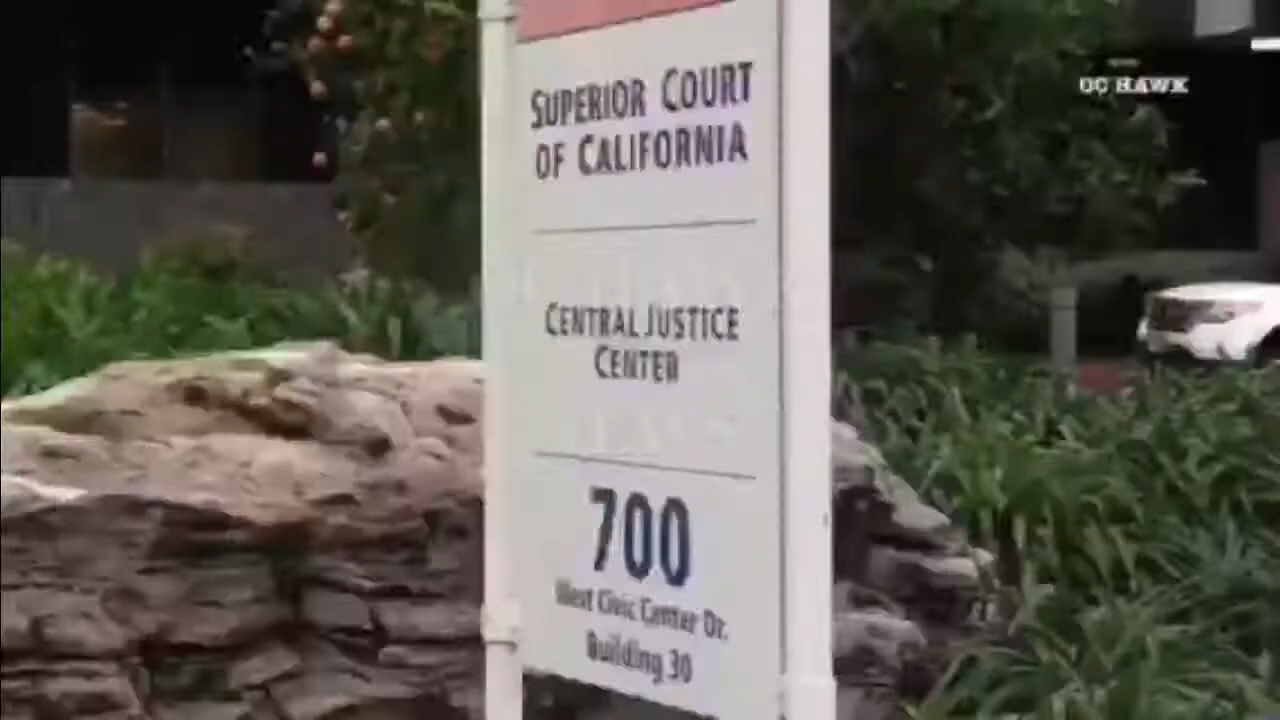 OC HAWK
SUPERIOR COURT
OF CALIFORNIA
CENTRAL JUSTICE
CENTER
700
West Civic Center Dr.
Building 30